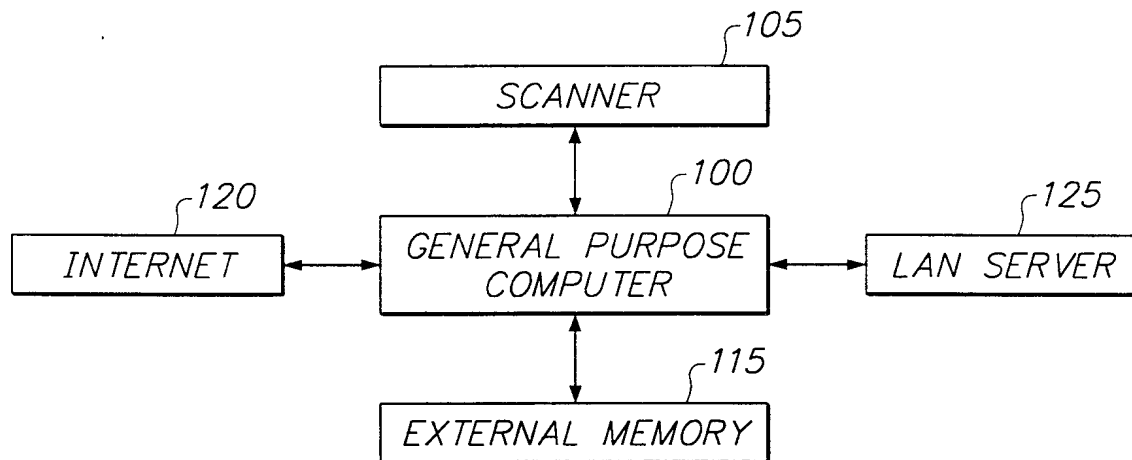 105
SCANNER
120
100
125
INTERNET
GENERAL PURPOSE
COMPUTER
LAN SERVER
115
EXTERNAL MEMORY